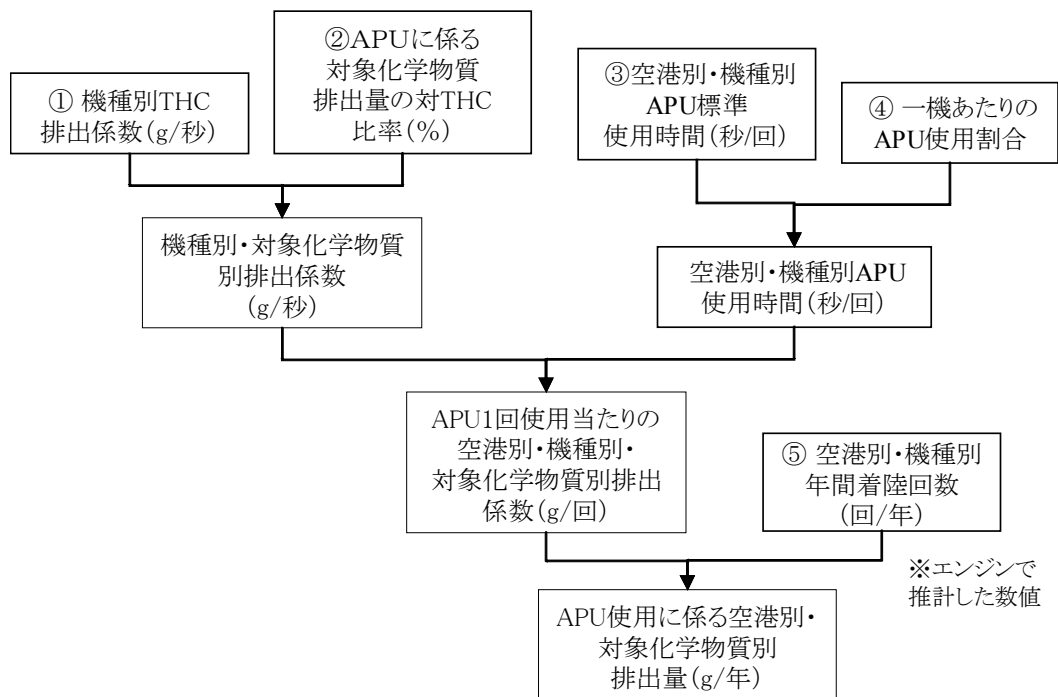 ① 機種別THC
排出係数(g/秒)
②APUに係る
対象化学物質
排出量の対THC
比率(%)
③空港別・機種別
APU標準
使用時間(秒/回)
④ 一機あたりの
APU使用割合
機種別・対象化学物質
別排出係数
(g/秒)
空港別・機種別APU
使用時間(秒/回)
APU1回使用当たりの
空港別・機種別・
対象化学物質別排出
係数(g/回)
⑤ 空港別・機種別
年間着陸回数
(回/年)
※エンジンで
推計した数値
APU使用に係る空港別・
対象化学物質別
排出量(g/年)